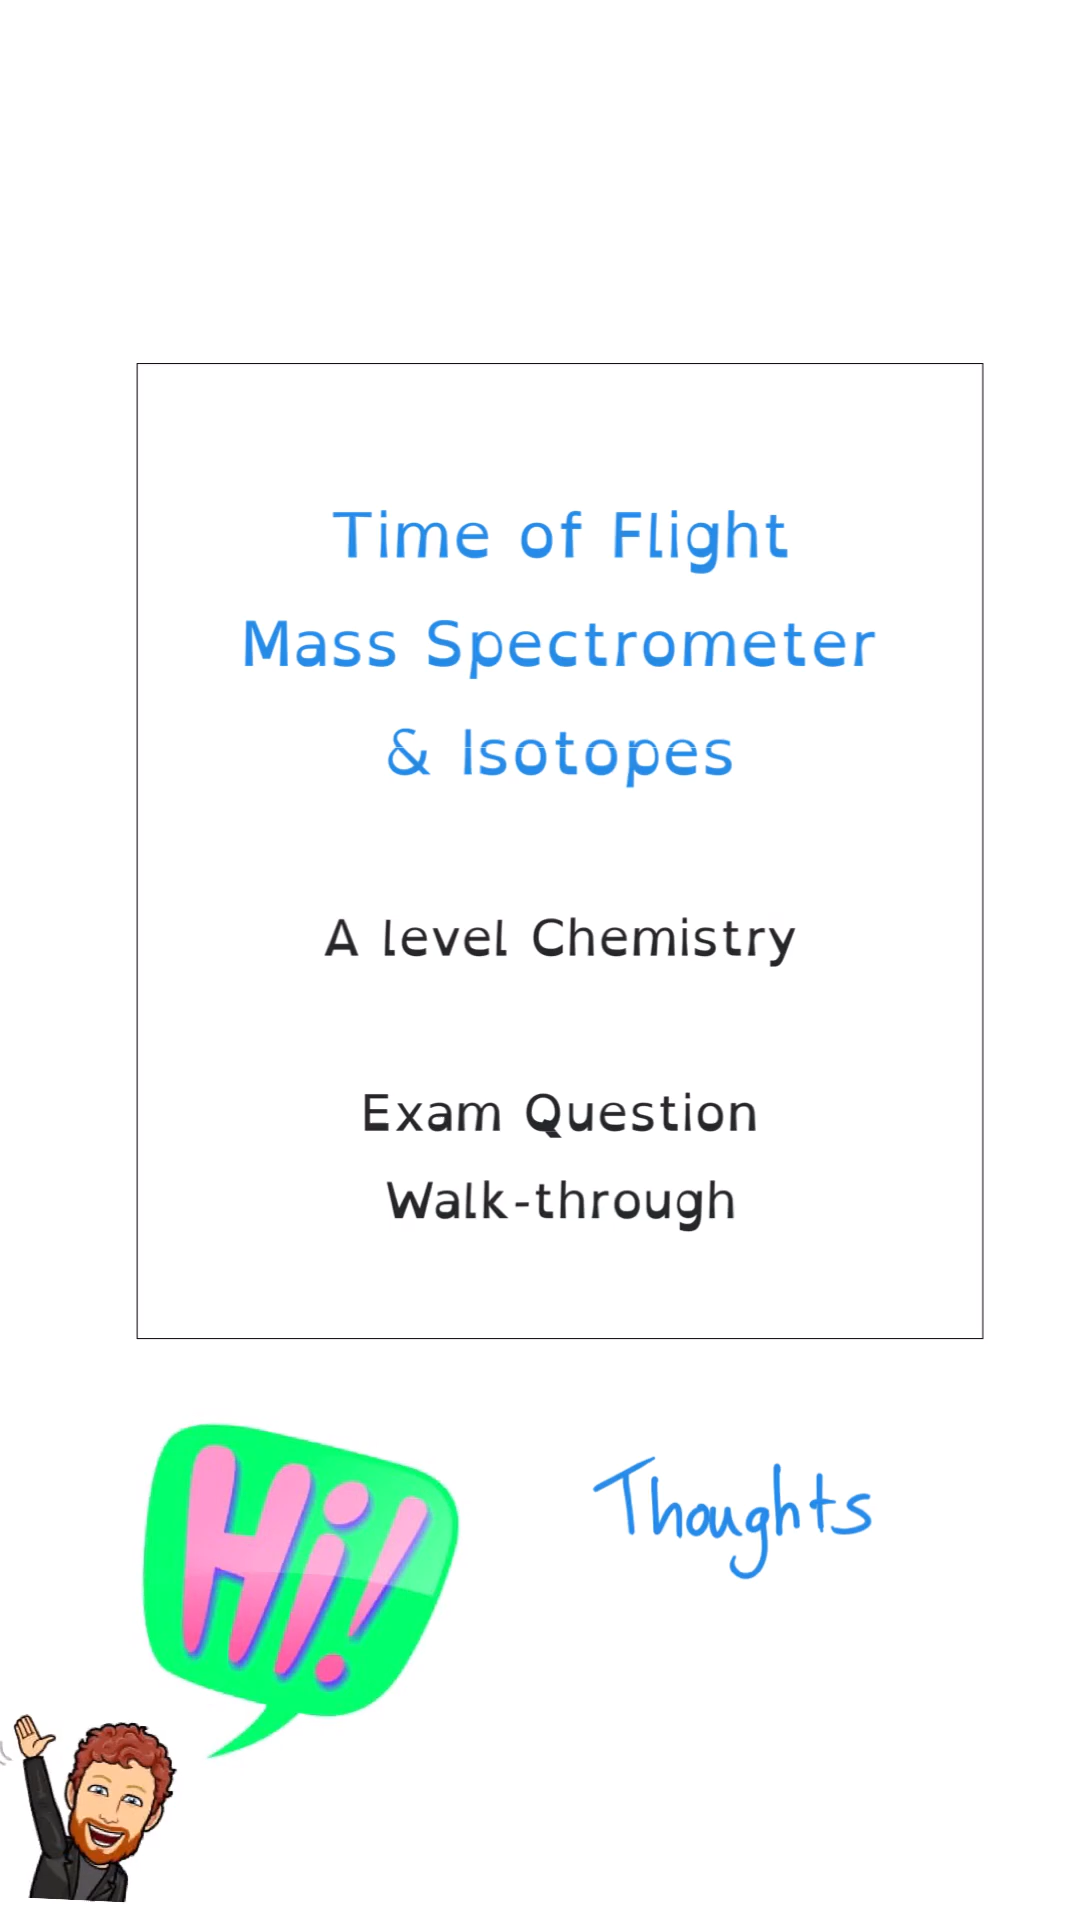 Time of Flight
Mass Spectrometer
& Isotopes
A level Chemistry
Exam Question
Walk-through
Hi!
Thoughts